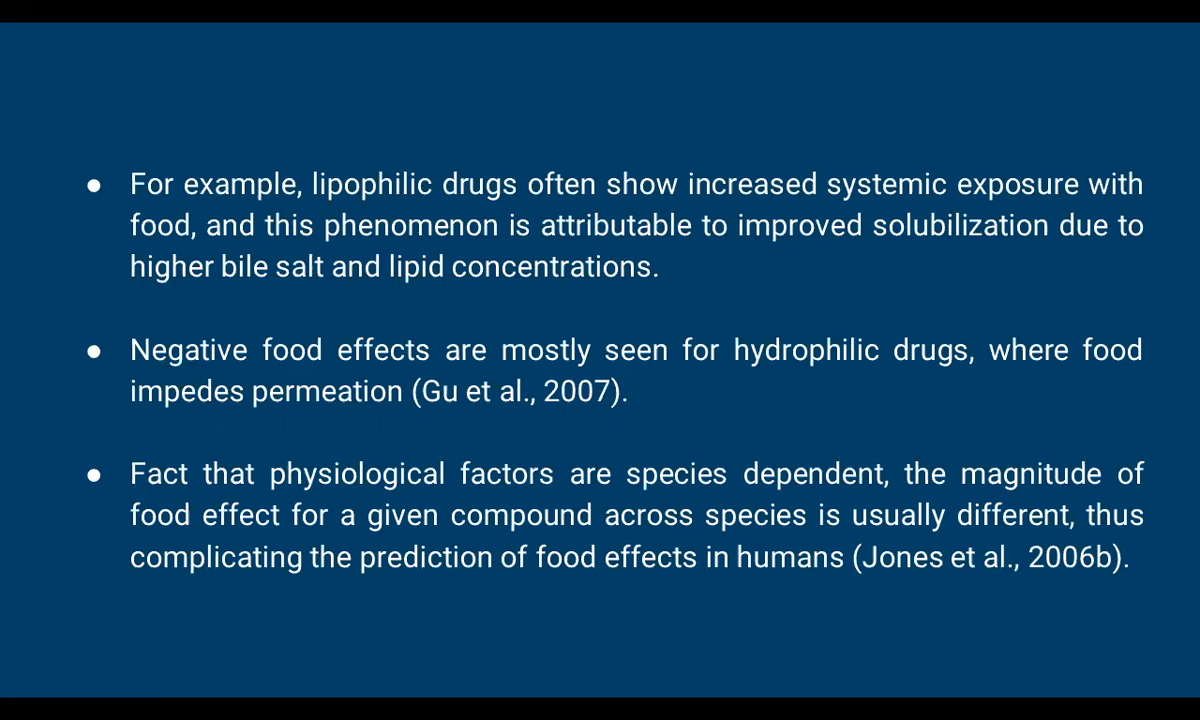 ● For example, lipophilic drugs often show increased systemic exposure with
food, and this phenomenon is attributable to improved solubilization due to
higher bile salt and lipid concentrations.
● Negative food effects are mostly seen for hydrophilic drugs, where food
impedes permeation (Gu et al., 2007).
● Fact that physiological factors are species dependent, the magnitude of
food effect for a given compound across species is usually different, thus
complicating the prediction of food effects in humans (Jones et al., 2006b).